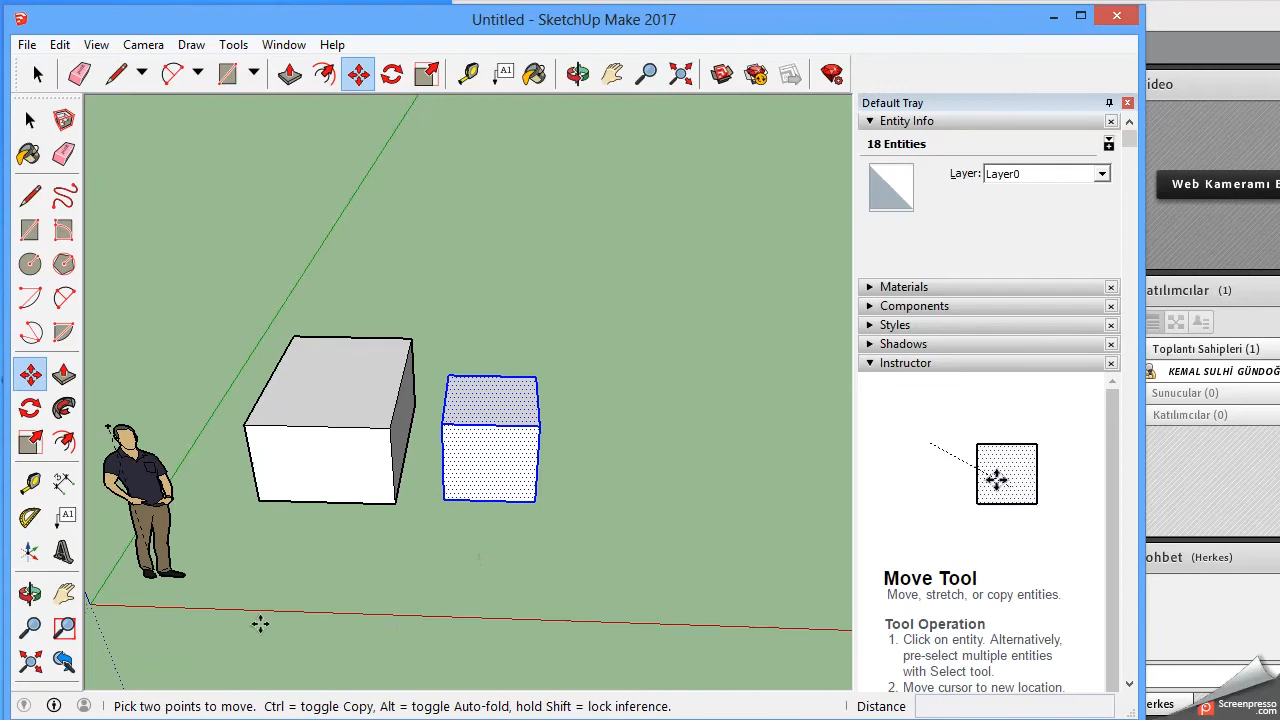 Untitled - SketchUp Make 2017
File Edit View Camera Draw Tools Window Help
A1
Default Tray
Entity Info
18 Entities
Layer: Layer0
Materials
Components
Styles
Shadows
Instructor
Move Tool
Move, stretch, or copy entities.
Tool Operation
1. Click on entity. Alternatively,
pre-select multiple entities
with Select tool.
2. Move cursor to new location.
A1
Pick two points to move. Ctrl = toggle Copy, Alt = toggle Auto-fold, hold Shift = lock inference.
Distance
ideo
Web Kameramı E
atılımcılar (1)
Toplantı Sahipleri (1)
KEMAL SULHİ GÜNDOĞ
Sunucular (0)
Katılımcılar (0)
ohbet (Herkes)
erkes
Screenpresso
.com